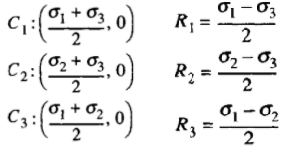 C₁:((σ₁ + σ₃)/2, 0) R₁ = (σ₁ − σ₃)/2
C₂:((σ₂ + σ₃)/2, 0) R₂ = (σ₂ − σ₃)/2
C₃:((σ₁ + σ₂)/2, 0) R₃ = (σ₁ − σ₂)/2